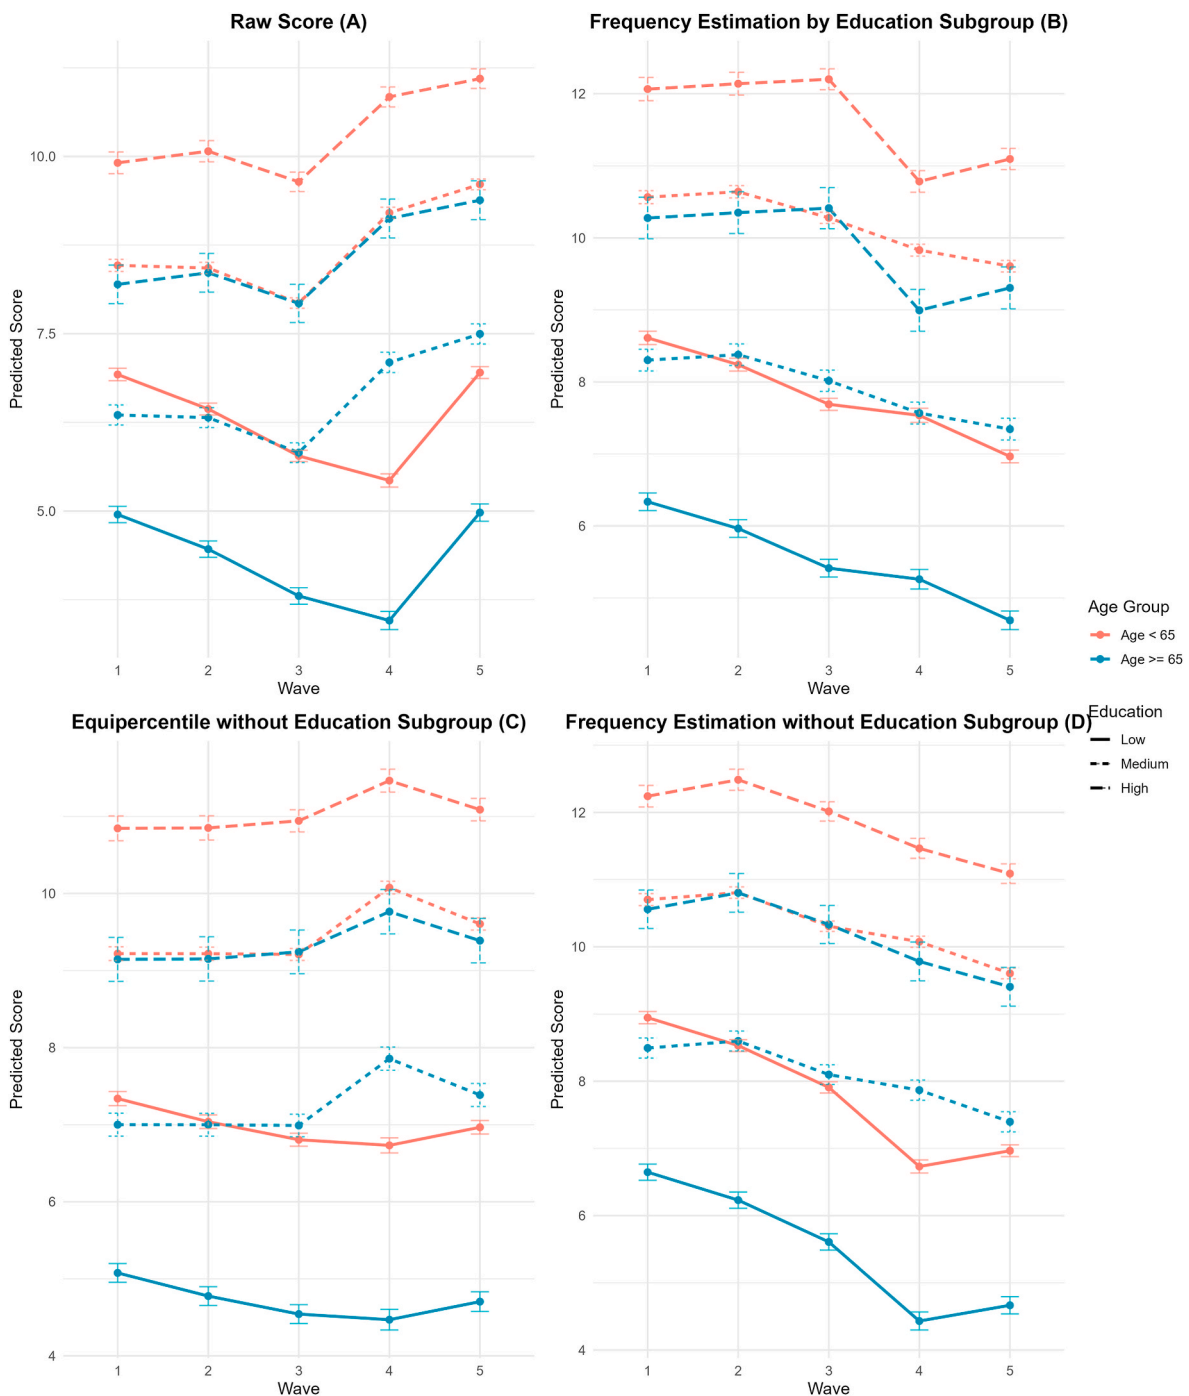 Raw Score (A)
Predicted Score
10.0
7.5
5.0
1 2 3 4 5
Wave
Frequency Estimation by Education Subgroup (B)
Predicted Score
12
10
8
6
1 2 3 4 5
Wave
Age Group
Age < 65
Age >= 65
Education
Low
Medium
High
Equipercentile without Education Subgroup (C)
Predicted Score
10
8
6
4
1 2 3 4 5
Wave
Frequency Estimation without Education Subgroup (D)
Predicted Score
12
10
8
6
4
1 2 3 4 5
Wave